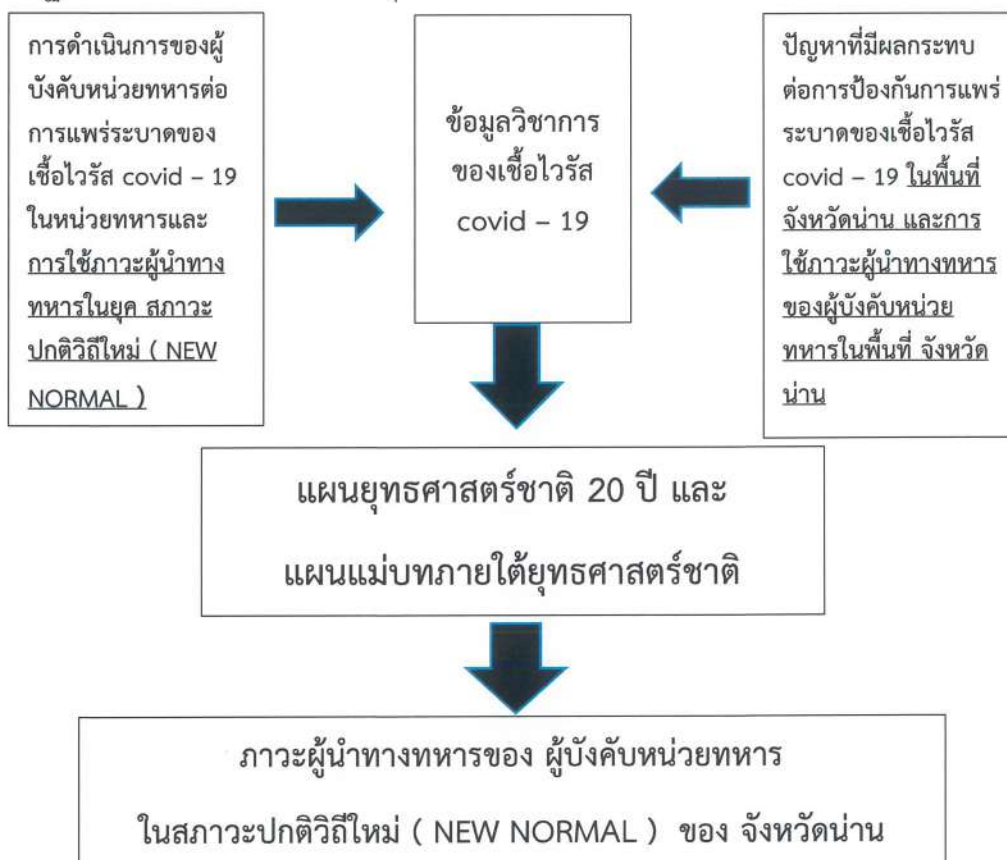 การดำเนินการของผู้
บังคับหน่วยทหารต่อ
การแพร่ระบาดของ
เชื้อไวรัส covid – 19
ในหน่วยทหารและ
การใช้ภาวะผู้นำทาง
ทหารในยุค สภาวะ
ปกติวิถีใหม่ ( NEW
NORMAL )
ข้อมูลวิชาการ
ของเชื้อไวรัส
covid – 19
ปัญหาที่มีผลกระทบ
ต่อการป้องกันการแพร่
ระบาดของเชื้อไวรัส
covid – 19 ในพื้นที่
จังหวัดน่าน และการ
ใช้ภาวะผู้นำทางทหาร
ของผู้บังคับหน่วย
ทหารในพื้นที่ จังหวัด
น่าน
แผนยุทธศาสตร์ชาติ 20 ปี และ
แผนแม่บทภายใต้ยุทธศาสตร์ชาติ
ภาวะผู้นำทางทหารของ ผู้บังคับหน่วยทหาร
ในสภาวะปกติวิถีใหม่ ( NEW NORMAL ) ของ จังหวัดน่าน